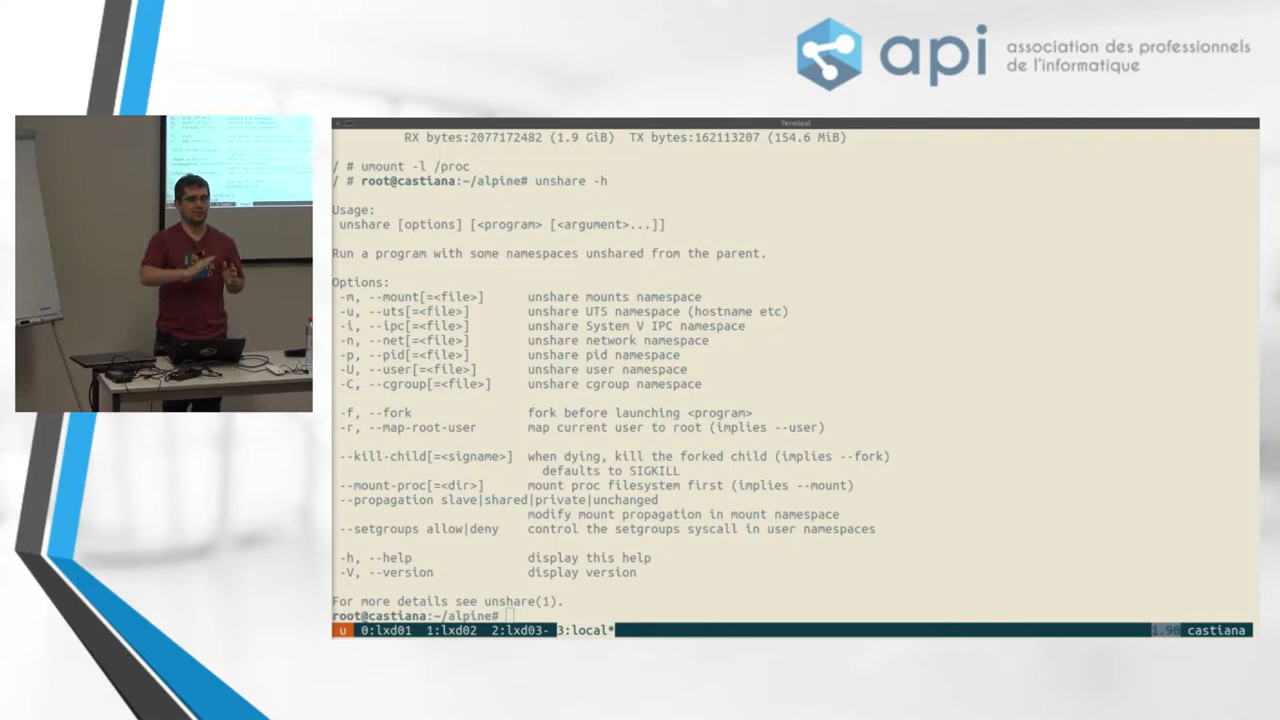 api
association des professionnels
de l'informatique
Terminal
RX bytes:2077172482 (1.9 GiB)  TX bytes:162113207 (154.6 MiB)
/ # umount -l /proc
/ # root@castiana:~/alpine# unshare -h
Usage:
unshare [options] [<program> [<argument>...]]
Run a program with some namespaces unshared from the parent.
Options:
-m, --mount[=<file>]      unshare mounts namespace
-u, --uts[=<file>]        unshare UTS namespace (hostname etc)
-i, --ipc[=<file>]        unshare System V IPC namespace
-n, --net[=<file>]        unshare network namespace
-p, --pid[=<file>]        unshare pid namespace
-U, --user[=<file>]       unshare user namespace
-C, --cgroup[=<file>]     unshare cgroup namespace
-f, --fork                fork before launching <program>
-r, --map-root-user       map current user to root (implies --user)
--kill-child[=<signame>]  when dying, kill the forked child (implies --fork)
defaults to SIGKILL
--mount-proc[=<dir>]      mount proc filesystem first (implies --mount)
--propagation slave|shared|private|unchanged
modify mount propagation in mount namespace
--setgroups allow|deny    control the setgroups syscall in user namespaces
-h, --help                display this help
-V, --version             display version
For more details see unshare(1).
root@castiana:~/alpine#
u  0:lxd01  1:lxd02  2:lxd03-  3:local*  1.90 castiana